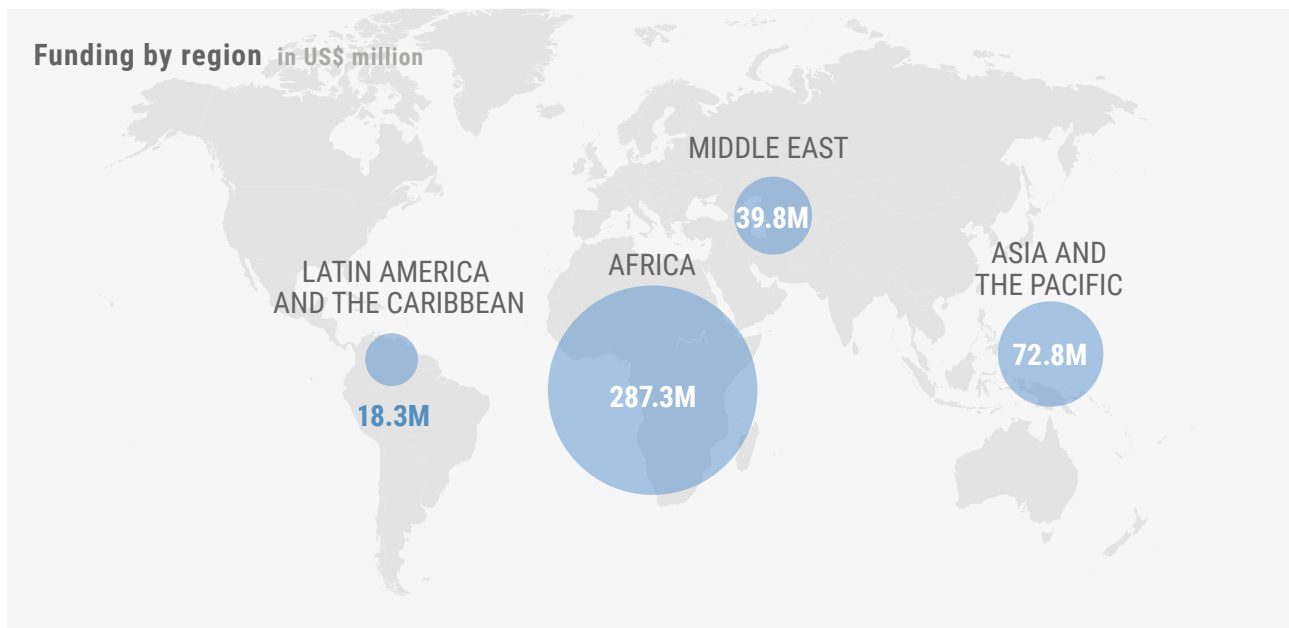 Funding by region in US$ million
MIDDLE EAST
39.8M
LATIN AMERICA
AND THE CARIBBEAN
18.3M
AFRICA
287.3M
ASIA AND
THE PACIFIC
72.8M